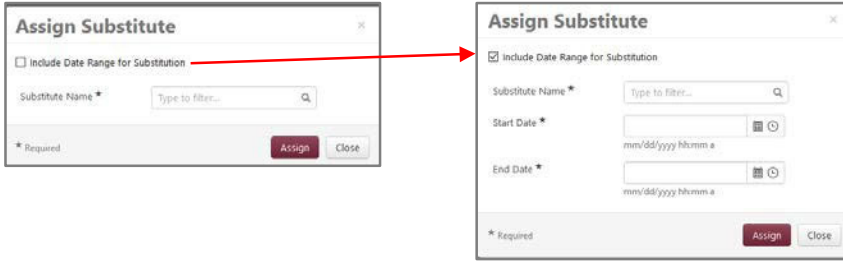 Assign Substitute ×
☐ Include Date Range for Substitution
Substitute Name * Type to filter...
* Required Assign Close
Assign Substitute ×
☑ Include Date Range for Substitution
Substitute Name * Type to filter...
Start Date *
mm/dd/yyyy hh:mm a
End Date *
mm/dd/yyyy hh:mm a
* Required Assign Close